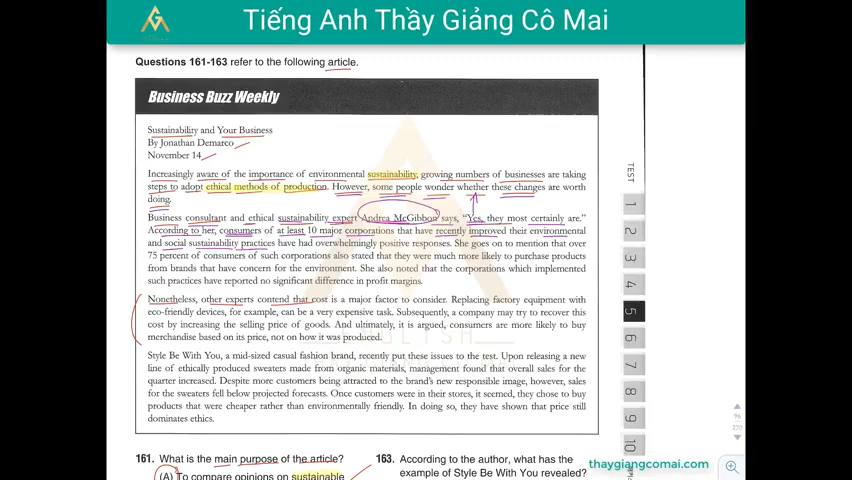 Tiếng Anh Thầy Giảng Cô Mai
Questions 161-163 refer to the following article.
Business Buzz Weekly
Sustainability and Your Business
By Jonathan Demarco
November 14
Increasingly aware of the importance of environmental sustainability, growing numbers of businesses are taking
steps to adopt ethical methods of production. However, some people wonder whether these changes are worth
doing.
Business consultant and ethical sustainability expert Andrea McGibbon says, “Yes, they most certainly are.”
According to her, consumers of at least 10 major corporations that have recently improved their environmental
and social sustainability practices have had overwhelmingly positive responses. She goes on to mention that over
75 percent of consumers of such corporations also stated that they were much more likely to purchase products
from brands that have concern for the environment. She also noted that the corporations which implemented
such practices have reported no significant difference in profit margins.
Nonetheless, other experts contend that cost is a major factor to consider. Replacing factory equipment with
eco-friendly devices, for example, can be a very expensive task. Subsequently, a company may try to recover this
cost by increasing the selling price of goods. And ultimately, it is argued, consumers are more likely to buy
merchandise based on its price, not on how it was produced.
Style Be With You, a mid-sized casual fashion brand, recently put these issues to the test. Upon releasing a new
line of ethically produced sweaters made from organic materials, management found that overall sales for the
quarter increased. Despite more customers being attracted to the brand's new responsible image, however, sales
for the sweaters fell below projected forecasts. Once customers were in their stores, it seemed, they chose to buy
products that were cheaper rather than environmentally friendly. In doing so, they have shown that price still
dominates ethics.
161. What is the main purpose of the article?
(A) To compare opinions on sustainable
163. According to the author, what has the
example of Style Be With You revealed?
TEST
1
2
3
4
5
6
7
8
9
10
96
270
thaygiangcomai.com